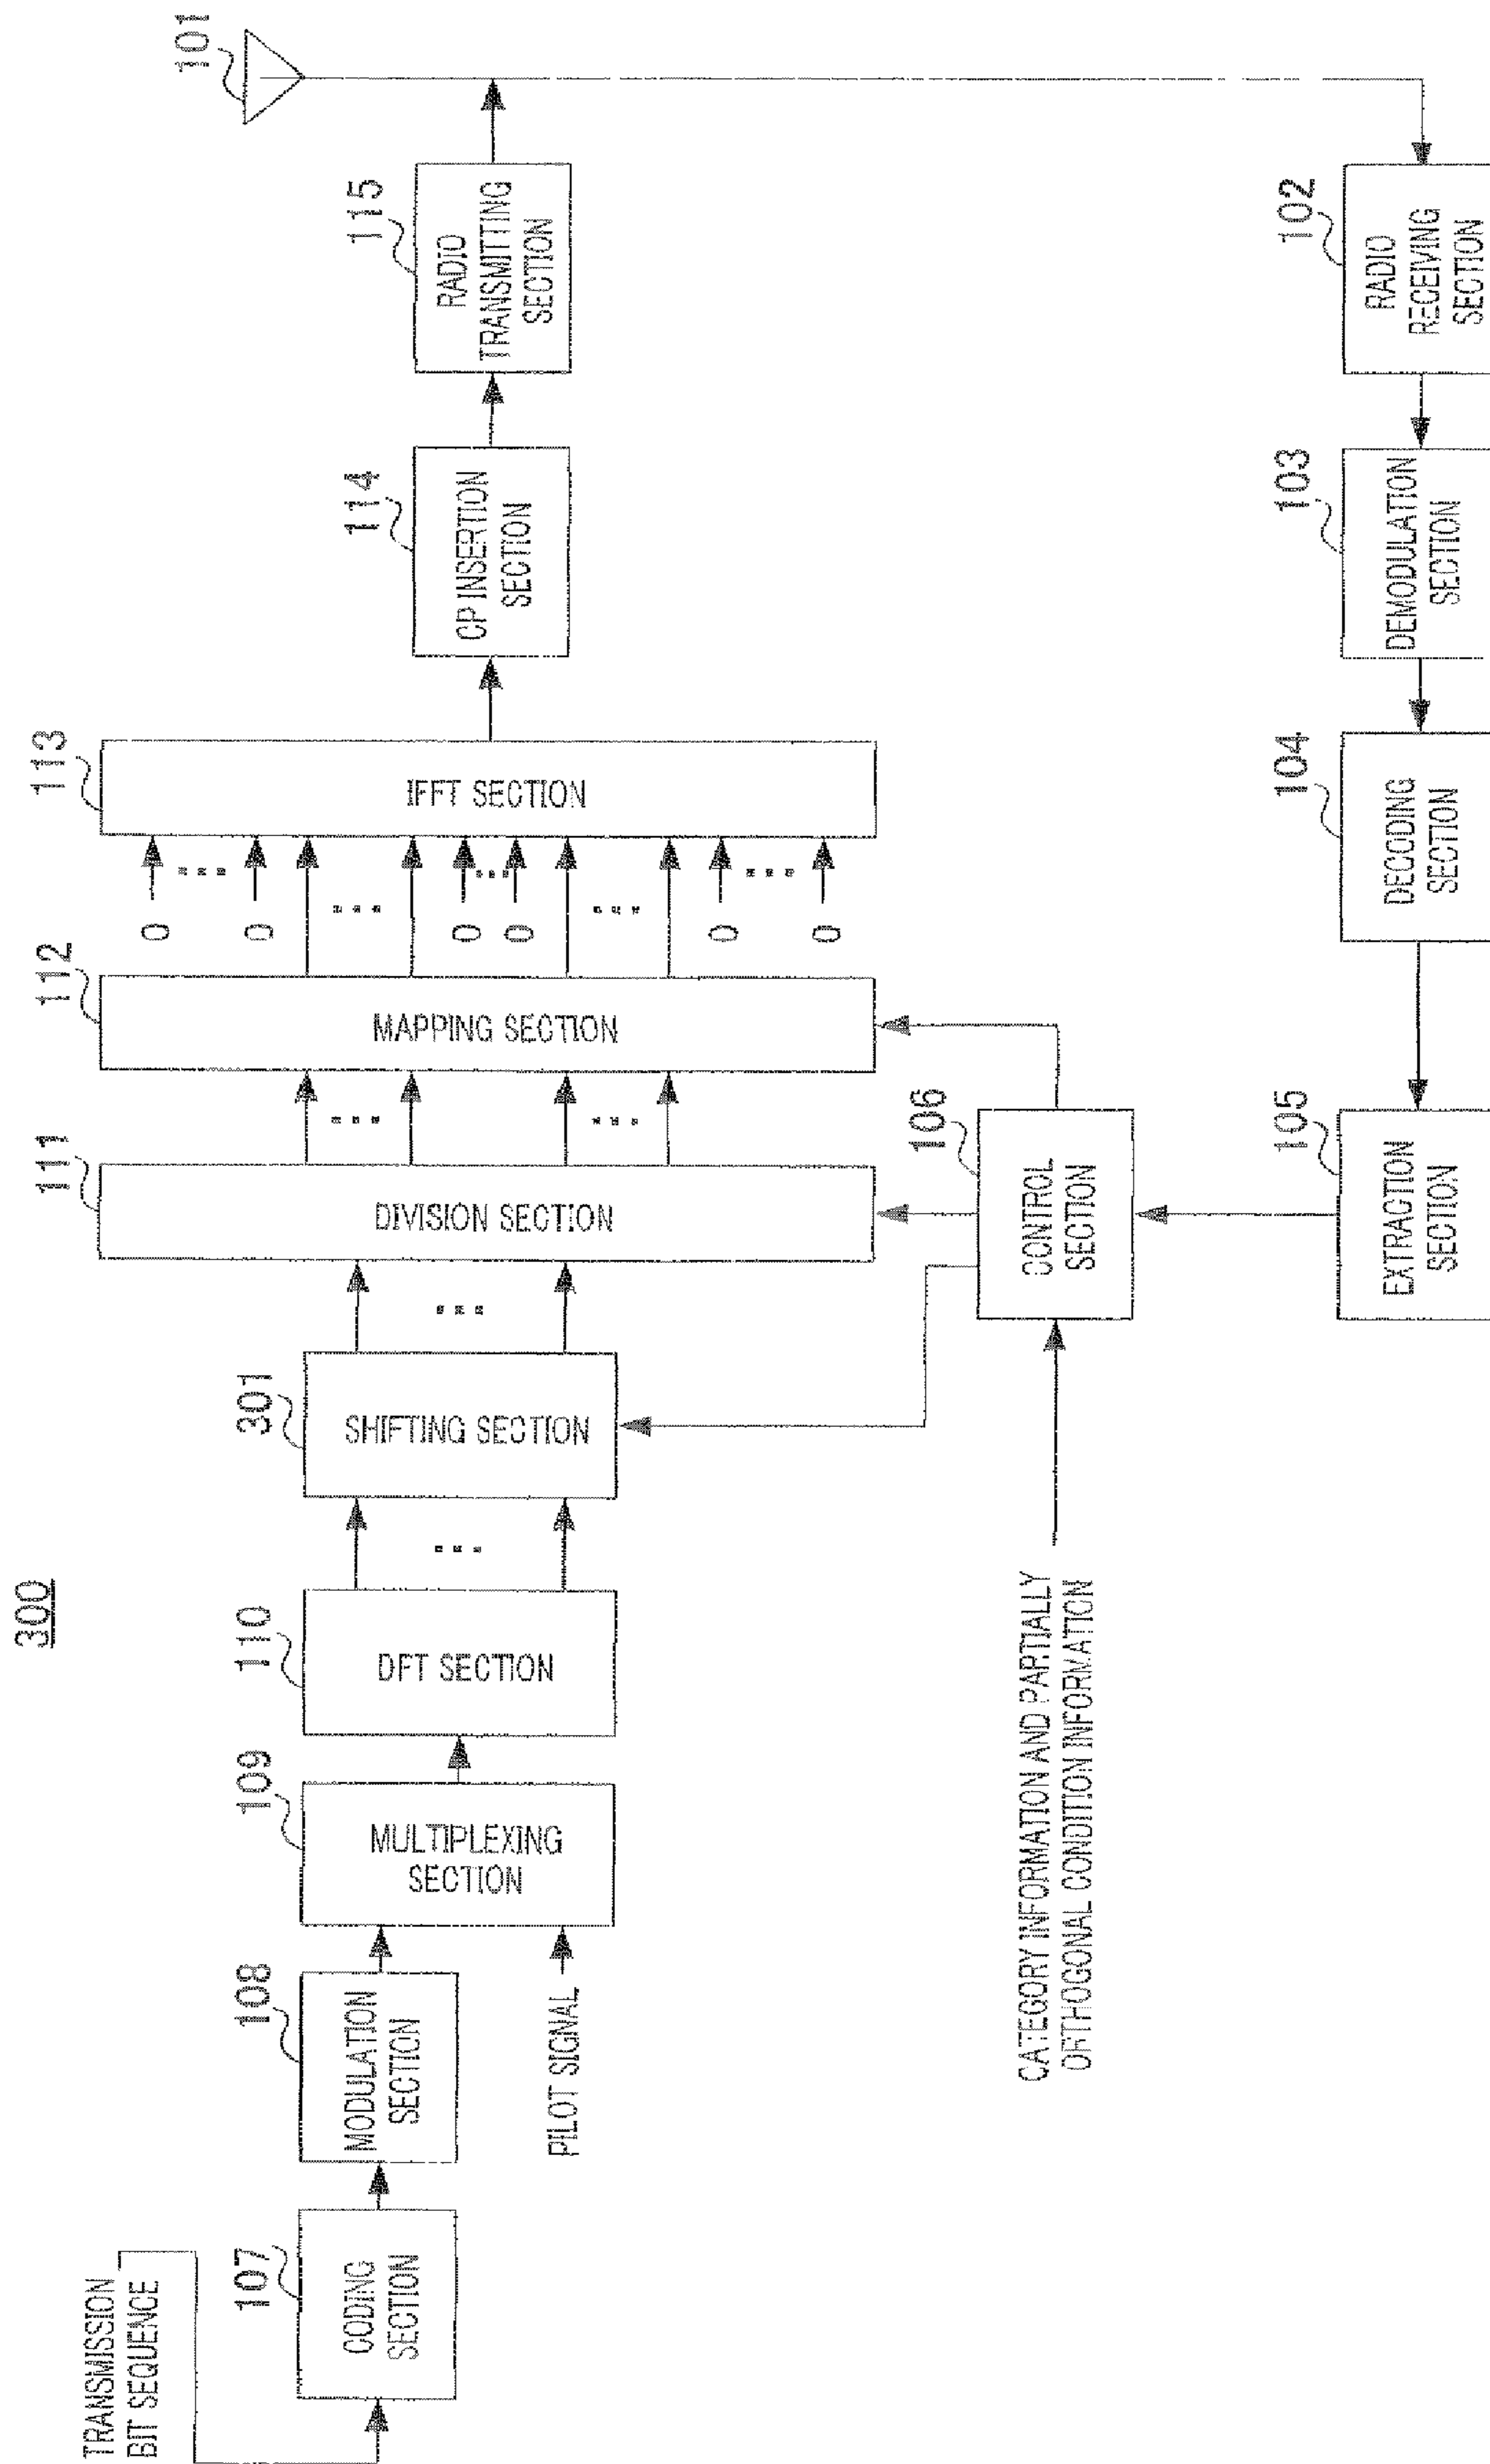 300
TRANSMISSION
BIT SEQUENCE
107
CODING
SECTION
108
MODULATION
SECTION
PILOT SIGNAL
109
MULTIPLEXING
SECTION
110
DFT SECTION
...
301
SHIFTING SECTION
...
111
DIVISION SECTION
...
...
112
MAPPING SECTION
0
...
0
...
0
...
0
...
0
...
0
113
IFFT SECTION
114
CP INSERTION
SECTION
115
RADIO
TRANSMITTING
SECTION
101
CATEGORY INFORMATION AND PARTIALLY
ORTHOGONAL CONDITION INFORMATION
106
CONTROL
SECTION
105
EXTRACTION
SECTION
104
DECODING
SECTION
103
DEMODULATION
SECTION
102
RADIO
RECEIVING
SECTION